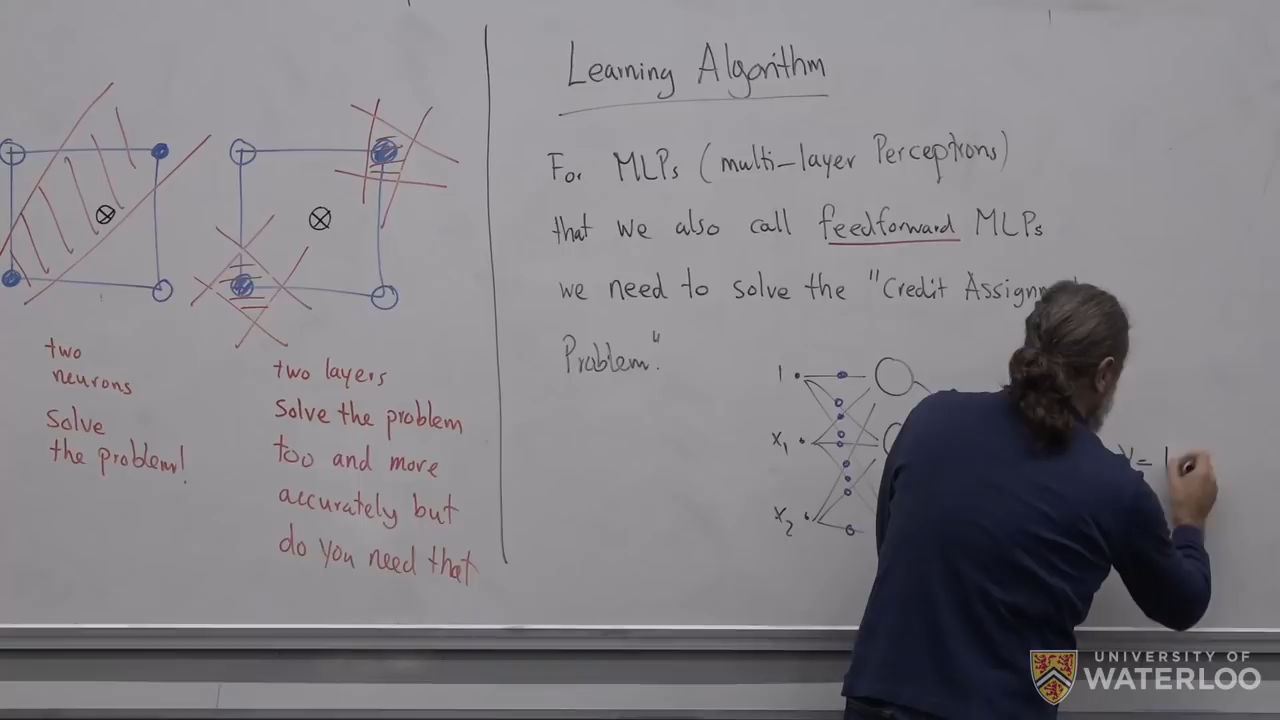 two
neurons
Solve
the problem!
two layers
Solve the problem
too and more
accurately but
do you need that
Learning Algorithm
For MLPs (multi-layer Perceptrons)
that we also call feedforward MLPs
we need to solve the "Credit Assignm
Problem".
1
X1
X2
y = 1
UNIVERSITY OF
WATERLOO